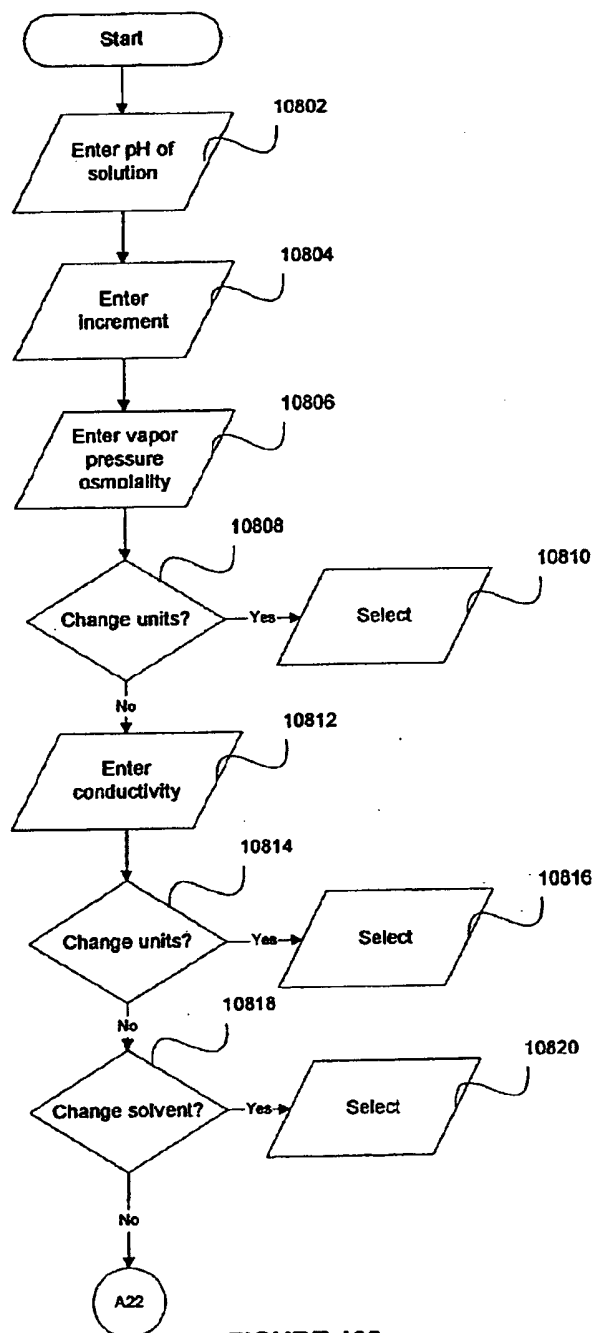 Start
10802
Enter pH of
solution
10804
Enter
increment
10806
Enter vapor
pressure
osmolality
10808
10810
Change units?
Yes
Select
No
10812
Enter
conductivity
10814
10816
Change units?
Yes
Select
No
10818
10820
Change solvent?
Yes
Select
No
A22